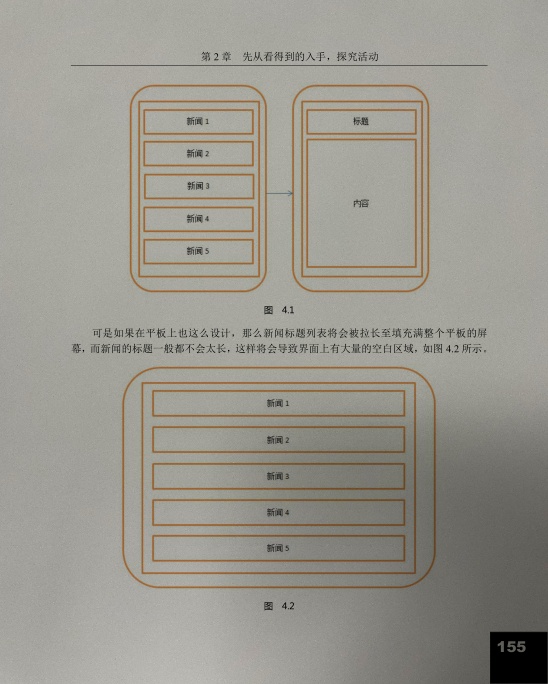 第 2 章　先从看得到的入手，探究活动
新闻 1
新闻 2
新闻 3
新闻 4
新闻 5
标题
内容
图　4.1
可是如果在平板上也这么设计，那么新闻标题列表将会被拉长至填充满整个平板的屏
幕，而新闻的标题一般都不会太长，这样将会导致界面上有大量的空白区域，如图 4.2 所示。
新闻 1
新闻 2
新闻 3
新闻 4
新闻 5
图　4.2
155